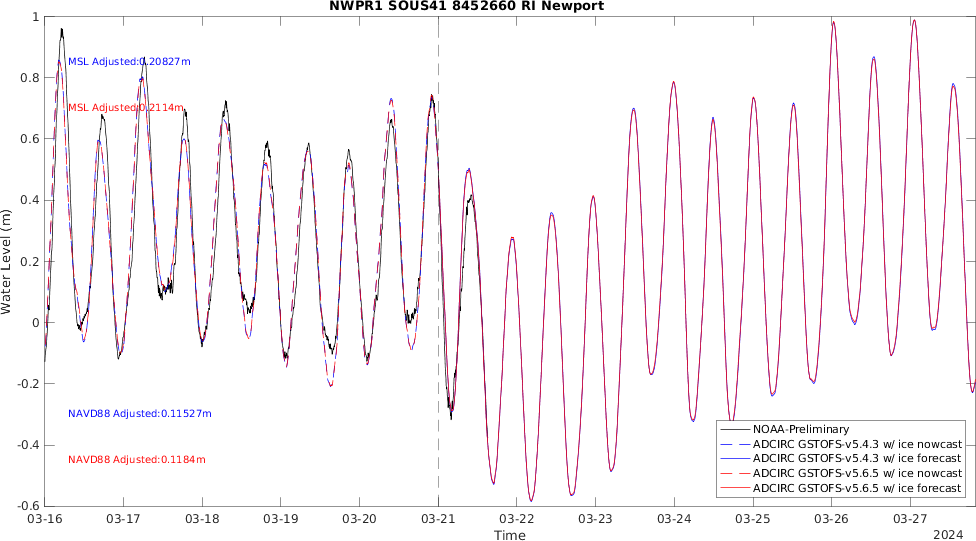 NWPR1 SOUS41 8452660 RI Newport
Water Level (m)
1
0.8
0.6
0.4
0.2
0
-0.2
-0.4
-0.6
MSL Adjusted:0.20827m
MSL Adjusted:0.2114m
NAVD88 Adjusted:0.11527m
NAVD88 Adjusted:0.1184m
NOAA-Preliminary
ADCIRC GSTOFS-v5.4.3 w/ ice nowcast
ADCIRC GSTOFS-v5.4.3 w/ ice forecast
ADCIRC GSTOFS-v5.6.5 w/ ice nowcast
ADCIRC GSTOFS-v5.6.5 w/ ice forecast
03-16 03-17 03-18 03-19 03-20 03-21 03-22 03-23 03-24 03-25 03-26 03-27
Time
2024